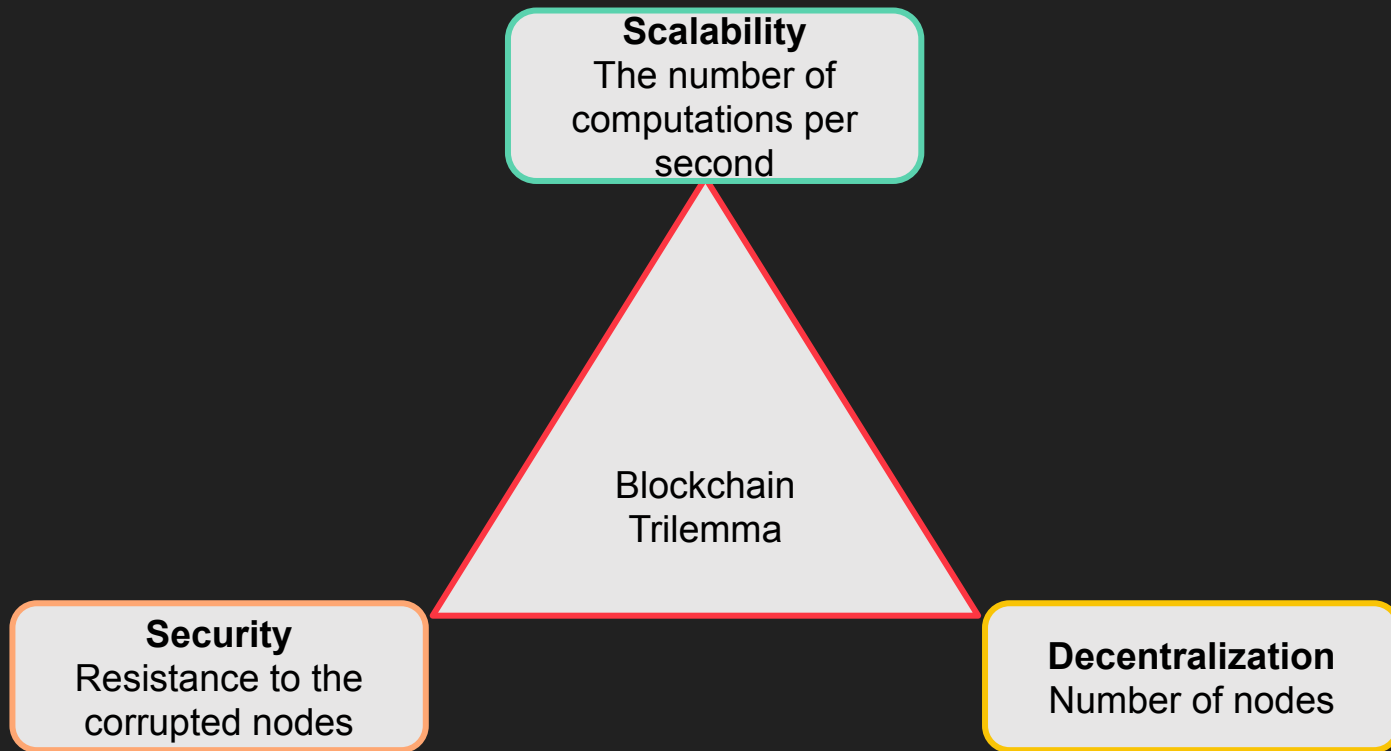 Scalability
The number of
computations per
second
Blockchain
Trilemma
Security
Resistance to the
corrupted nodes
Decentralization
Number of nodes